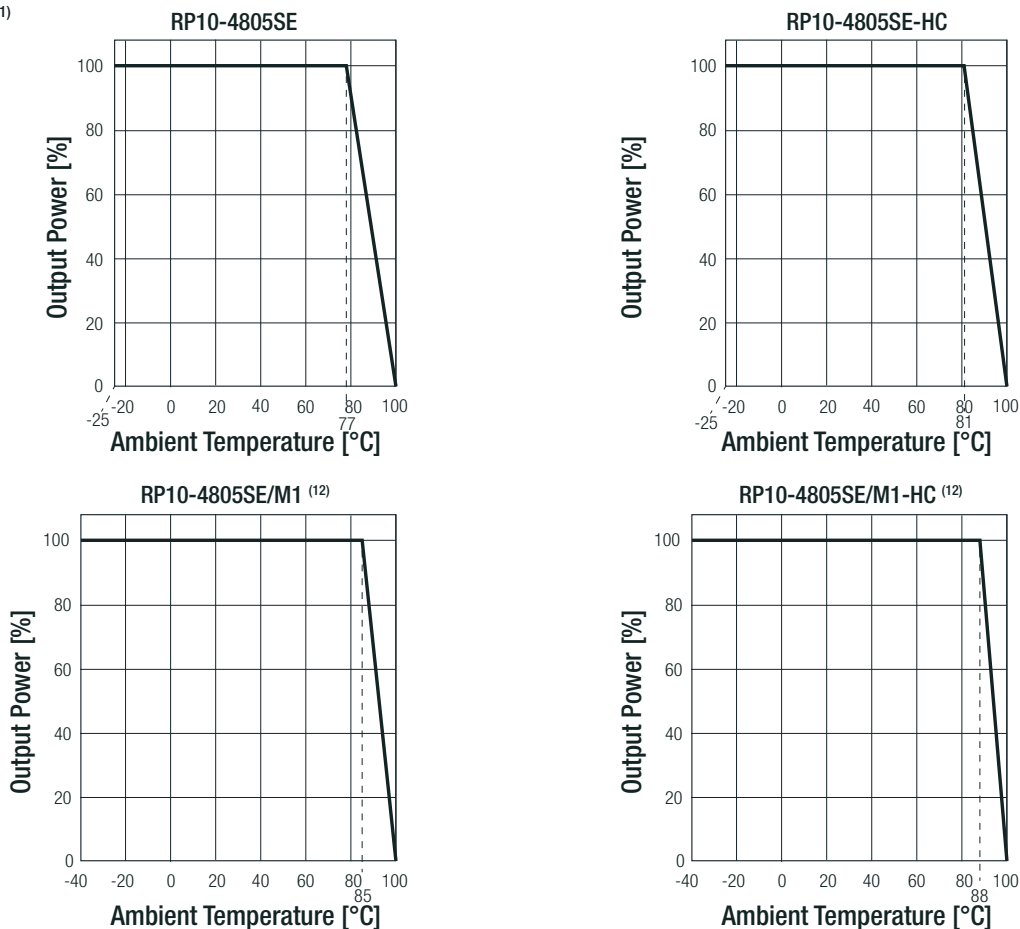 1)
RP10-4805SE
Output Power [%]
100
80
60
40
20
0
-25
-20 0 20 40 60 80 100
77
Ambient Temperature [°C]
RP10-4805SE-HC
Output Power [%]
100
80
60
40
20
0
-25
-20 0 20 40 60 80 100
81
Ambient Temperature [°C]
RP10-4805SE/M1 (12)
Output Power [%]
100
80
60
40
20
0
-40 -20 0 20 40 60 80 100
85
Ambient Temperature [°C]
RP10-4805SE/M1-HC (12)
Output Power [%]
100
80
60
40
20
0
-40 -20 0 20 40 60 80 100
88
Ambient Temperature [°C]